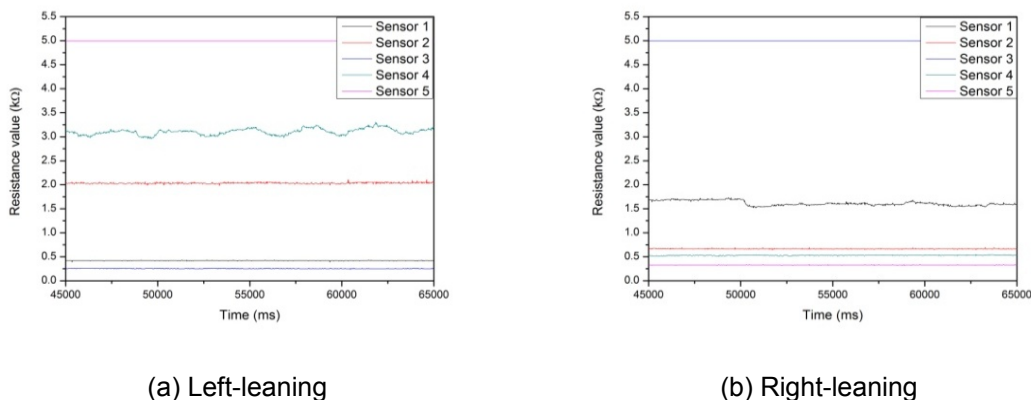 5.5
5.0
4.5
4.0
3.5
3.0
2.5
2.0
1.5
1.0
0.5
0.0
Resistance value (kΩ)
45000 50000 55000 60000 65000
Time (ms)
Sensor 1
Sensor 2
Sensor 3
Sensor 4
Sensor 5
(a) Left-leaning
5.5
5.0
4.5
4.0
3.5
3.0
2.5
2.0
1.5
1.0
0.5
0.0
Resistance value (kΩ)
45000 50000 55000 60000 65000
Time (ms)
Sensor 1
Sensor 2
Sensor 3
Sensor 4
Sensor 5
(b) Right-leaning